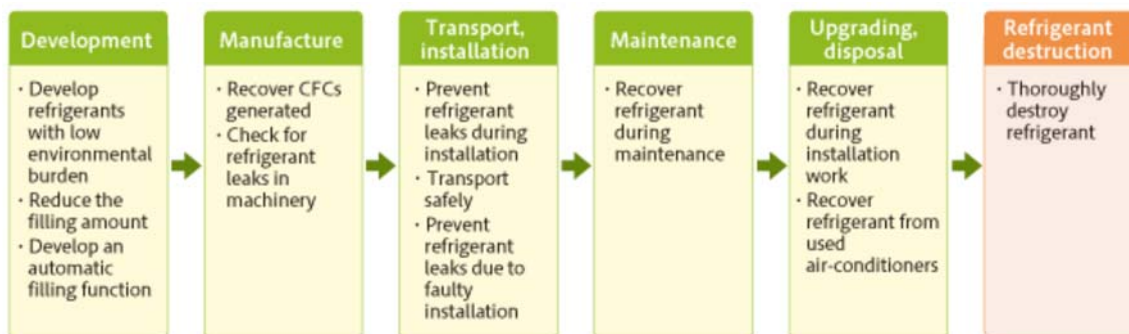 Development
· Develop
refrigerants
with low
environmental
burden
· Reduce the
filling amount
· Develop an
automatic
filling function
Manufacture
· Recover CFCs
generated
· Check for
refrigerant
leaks in
machinery
Transport,
installation
· Prevent
refrigerant
leaks during
installation
· Transport
safely
· Prevent
refrigerant
leaks due to
faulty
installation
Maintenance
· Recover
refrigerant
during
maintenance
Upgrading,
disposal
· Recover
refrigerant
during
installation
work
· Recover
refrigerant from
used
air-conditioners
Refrigerant
destruction
· Thoroughly
destroy
refrigerant